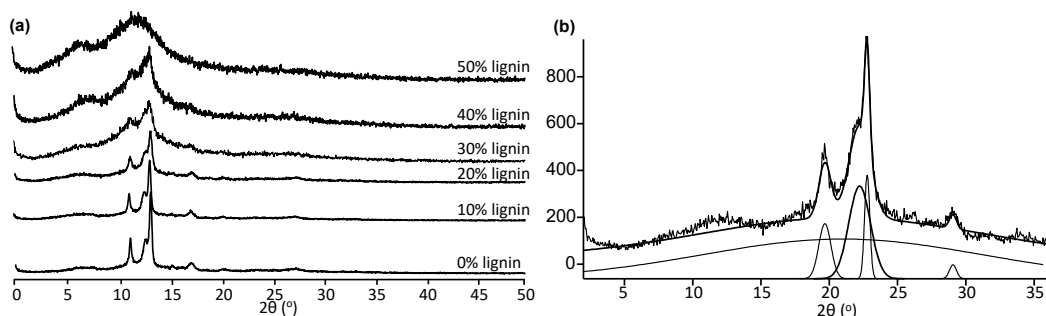 (a)
50% lignin
40% lignin
30% lignin
20% lignin
10% lignin
0% lignin
0 5 10 15 20 25 30 35 40 45 50
2θ (°)
(b)
800
600
400
200
0
5 10 15 20 25 30 35
2θ (°)